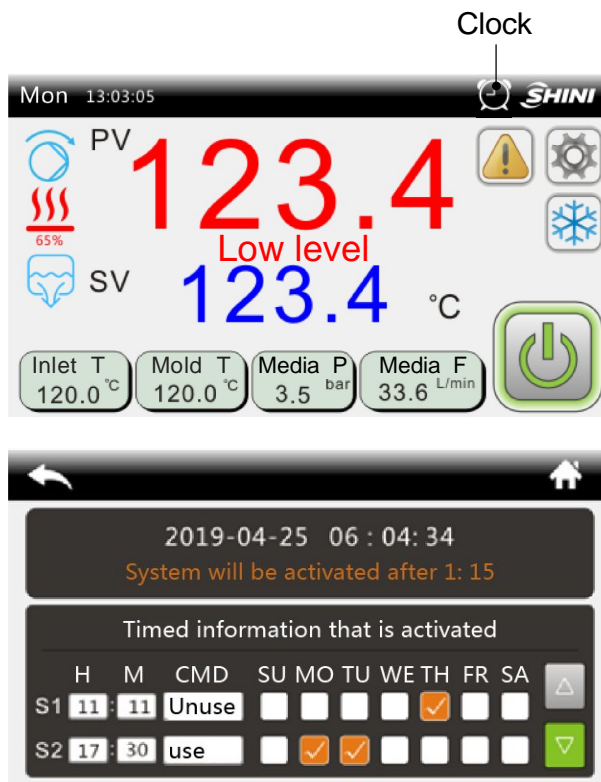 Clock
Mon 13:03:05 SHINI
PV 123.4
65%
Low level
SV 123.4 °C
Inlet T Mold T Media P Media F
120.0 °C 120.0 °C 3.5 bar 33.6 L/min
2019-04-25 06 : 04: 34
System will be activated after 1: 15
Timed information that is activated
H M CMD SU MO TU WE TH FR SA
S1 11 : 11 Unuse
S2 17 : 30 use